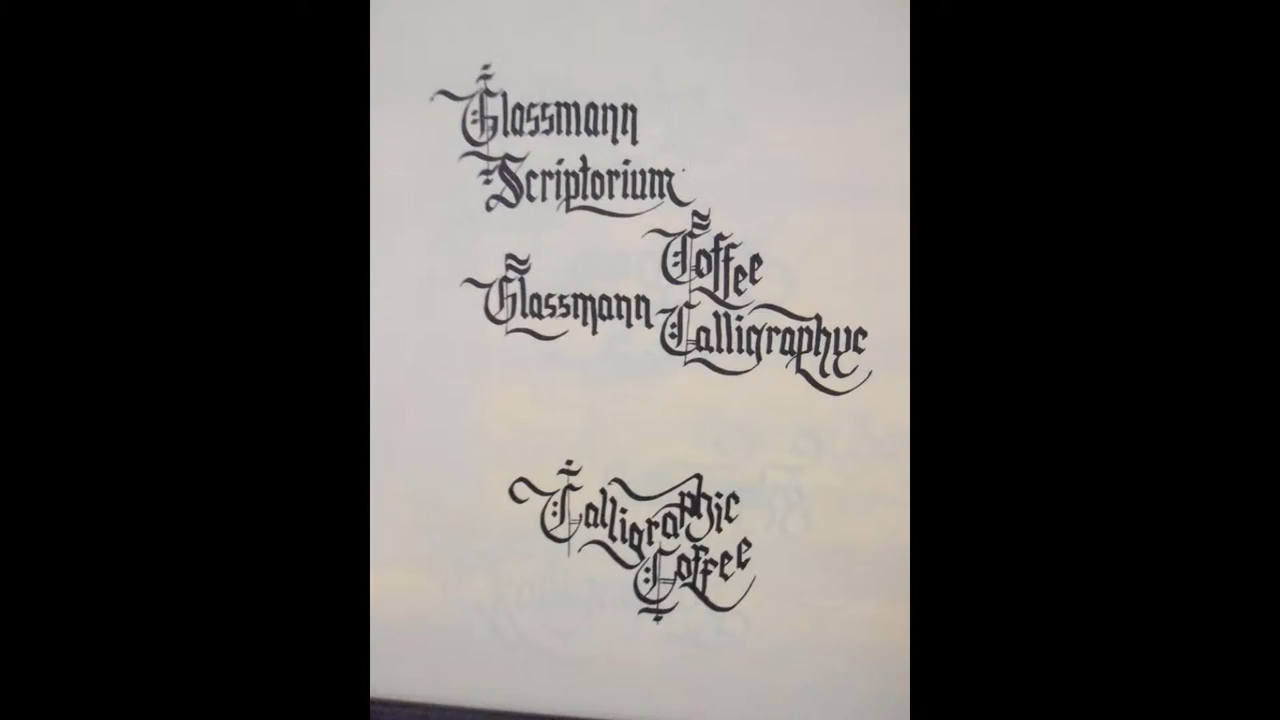 Glassmann
Scriptorium
Coffee
Glassmann
Calligraphyc
Calligraphic
Coffee